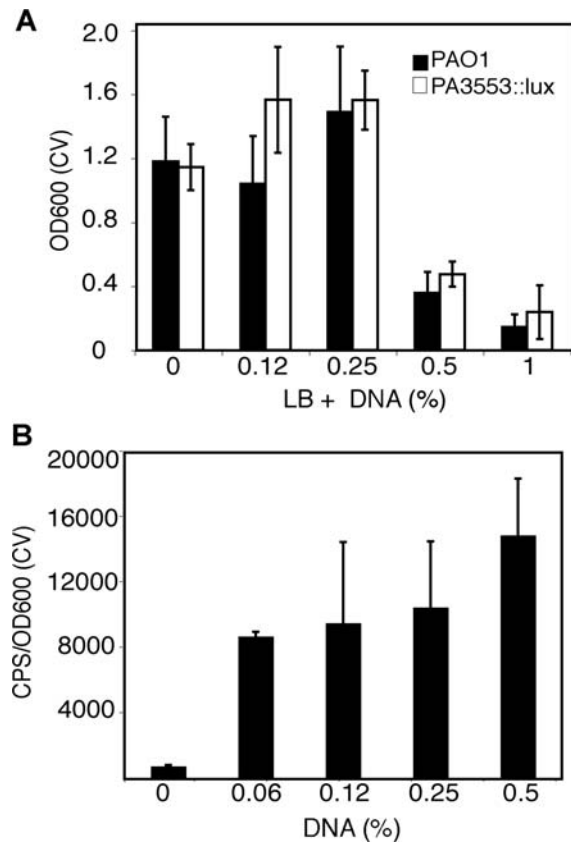 A
2.0
1.6
1.2
0.4
0
OD600 (CV)
PAO1
PA3553::lux
0 0.12 0.25 0.5 1
LB + DNA (%)
B
20000
16000
12000
8000
4000
CPS/OD600 (CV)
0 0.06 0.12 0.25 0.5
DNA (%)